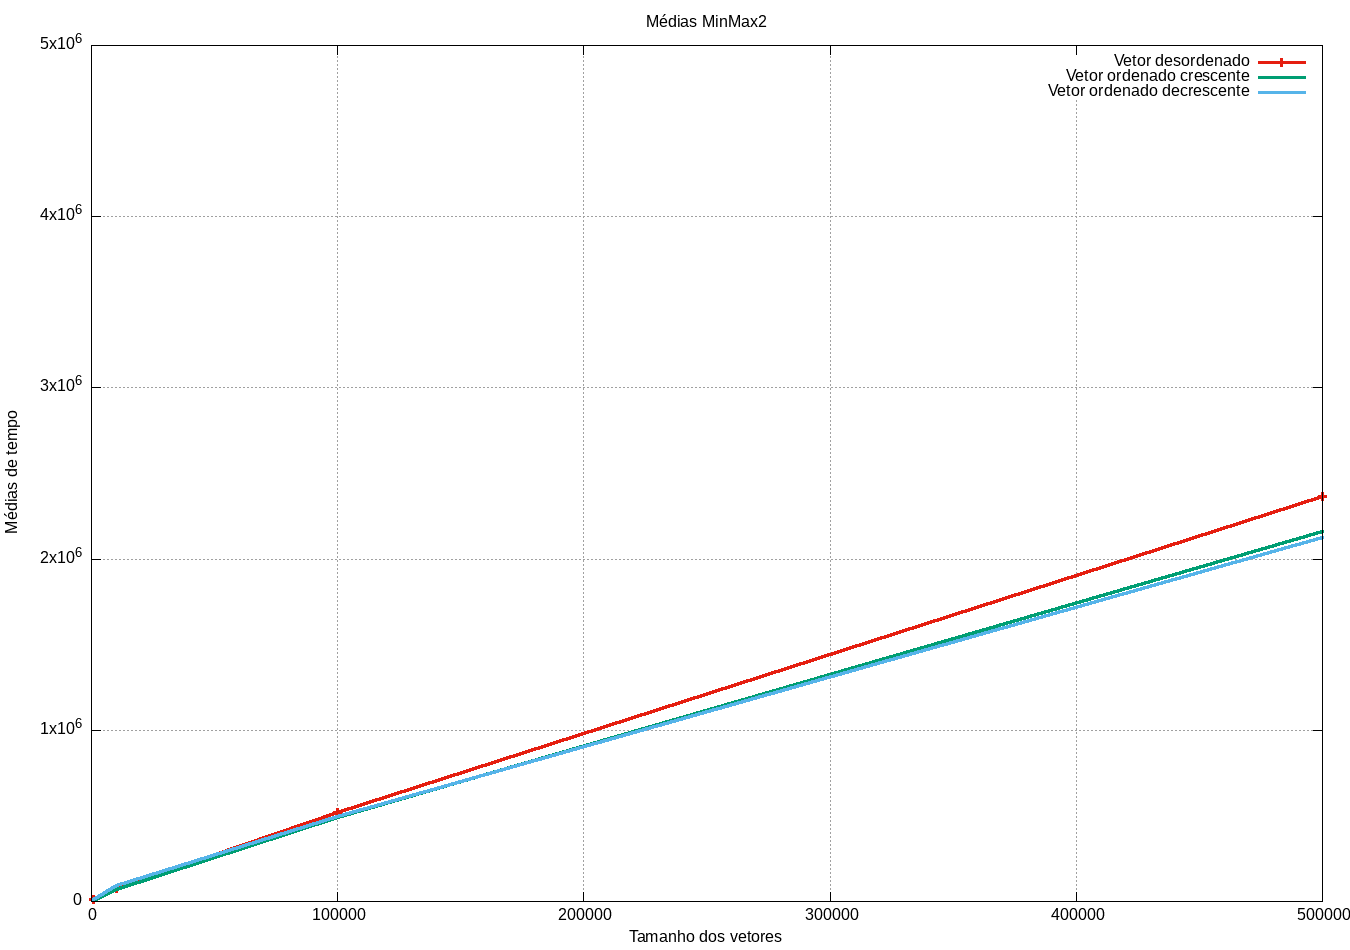 Médias MinMax2
5x10⁶
4x10⁶
3x10⁶
2x10⁶
1x10⁶
0
Médias de tempo
Vetor desordenado
Vetor ordenado crescente
Vetor ordenado decrescente
0 100000 200000 300000 400000 500000
Tamanho dos vetores